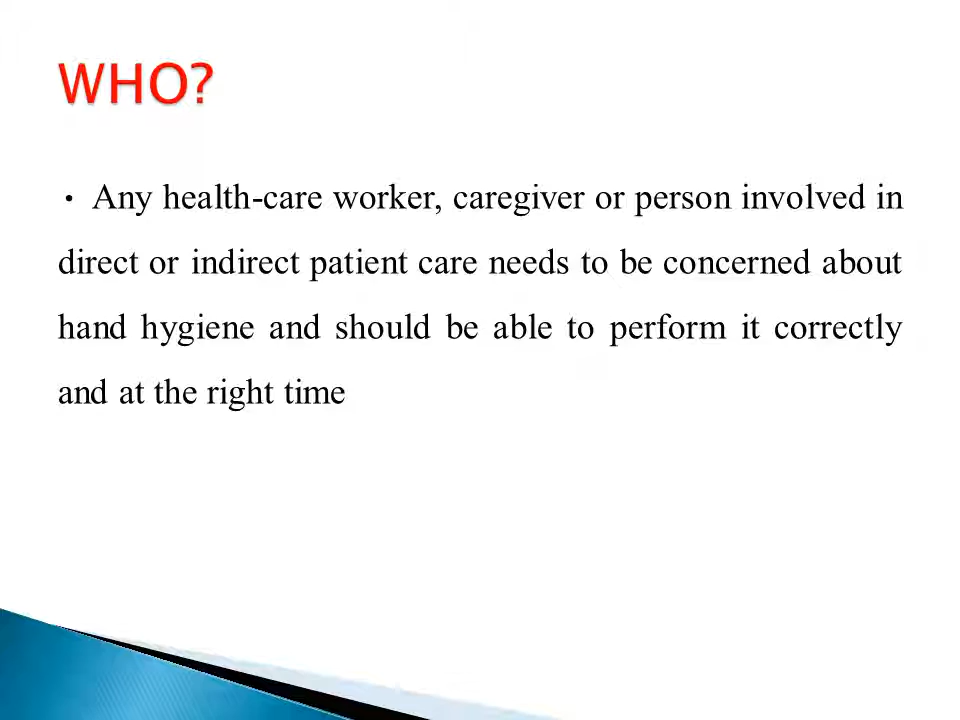 WHO?
• Any health-care worker, caregiver or person involved in
direct or indirect patient care needs to be concerned about
hand hygiene and should be able to perform it correctly
and at the right time